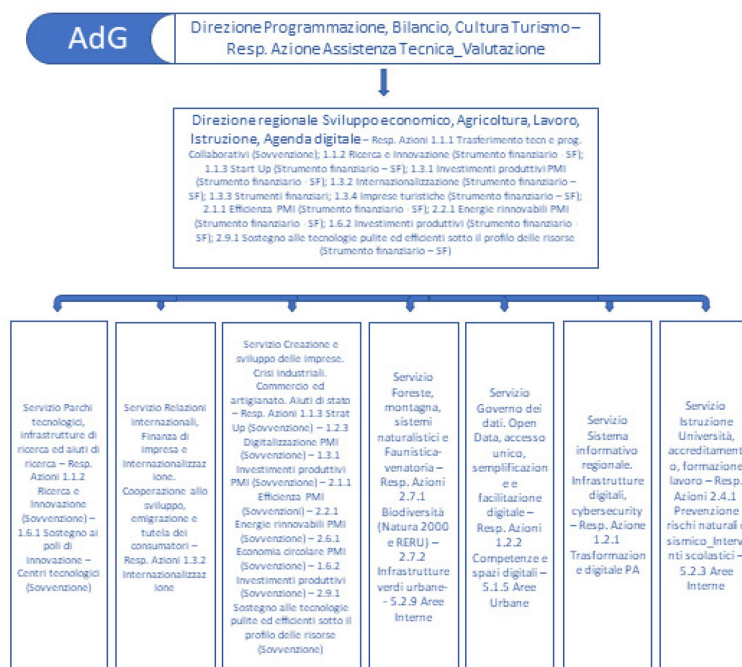 AdG
Direzione Programmazione, Bilancio, Cultura Turismo –
Resp. Azione Assistenza Tecnica_Valutazione
Direzione regionale Sviluppo economico, Agricoltura, Lavoro,
Istruzione, Agenda digitale – Resp. Azioni 1.1.1 Trasferimento tecn e prog.
Collaborativi (Sovvenzione); 1.1.2 Ricerca e Innovazione (Strumento finanziario - SF);
1.1.3 Start Up (Strumento finanziario – SF); 1.3.1 Investimenti produttivi PMI
(Strumento finanziario - SF); 1.3.2 Internazionalizzazione (Strumento finanziario –
SF); 1.3.3 Strumenti finanziari; 1.3.4 Imprese turistiche (Strumento finanziario – SF);
2.1.1 Efficienza PMI (Strumento finanziario - SF); 2.2.1 Energie rinnovabili PMI
(Strumento finanziario - SF); 1.6.2 Investimenti produttivi (Strumento finanziario -
SF); 2.9.1 Sostegno alle tecnologie pulite ed efficienti sotto il profilo delle risorse
(Strumento finanziario – SF)
Servizio Parchi
tecnologici,
infrastrutture di
ricerca ed aiuti di
ricerca – Resp.
Azioni 1.1.2
Ricerca e
Innovazione
(Sovvenzione) –
1.6.1 Sostegno ai
poli di
innovazione –
Centri tecnologici
(Sovvenzione)
Servizio Relazioni
Internazionali,
Finanza di
Impresa e
Internazionalizz
azione.
Cooperazione allo
sviluppo,
emigrazione e
tutela dei
consumatori –
Resp. Azioni 1.3.2
Internazionalizza
zione
Servizio Creazione e
sviluppo delle imprese.
Crisi industriali.
Commercio ed
artigianato. Aiuti di stato
– Resp. Azioni 1.1.3 Strat
Up (Sovvenzione) – 1.2.3
Digitalizzazione PMI
(Sovvenzione) – 1.3.1
Investimenti produttivi
PMI (Sovvenzione) – 2.1.1
Efficienza PMI
(Sovvenzioni) – 2.2.1
Energie rinnovabili PMI
(Sovvenzione) – 2.6.1
Economia circolare PMI
(Sovvenzione) – 1.6.2
Investimenti produttivi
(Sovvenzione) – 2.9.1
Sostegno alle tecnologie
pulite ed efficienti sotto il
profilo delle risorse
(Sovvenzione)
Servizio
Foreste,
montagna,
sistemi
naturalistici e
Faunistica-
venatoria –
Resp. Azioni
2.7.1
Biodiversità
(Natura 2000
e RERU) – 2.7.2
Infrastrutture
verdi urbane-
- 5.2.9 Aree
Interne
Servizio
Governo dei
dati. Open
Data, accesso
unico,
semplificazion
e e
facilitazione
digitale –
Resp. Azioni
1.2.2
Competenze e
spazi digitali –
5.1.5 Aree
Urbane
Servizio
Sistema
informativo
regionale.
Infrastrutture
digitali,
cybersecurity
– Resp. Azione
1.2.1
Trasformazion
e digitale PA
Servizio
Istruzione
Università,
accreditament
o, formazione
lavoro – Resp.
Azioni 2.4.1
Prevenzione
rischi naturali e
sismico_Interv
enti scolastici –
5.2.3 Aree
Interne